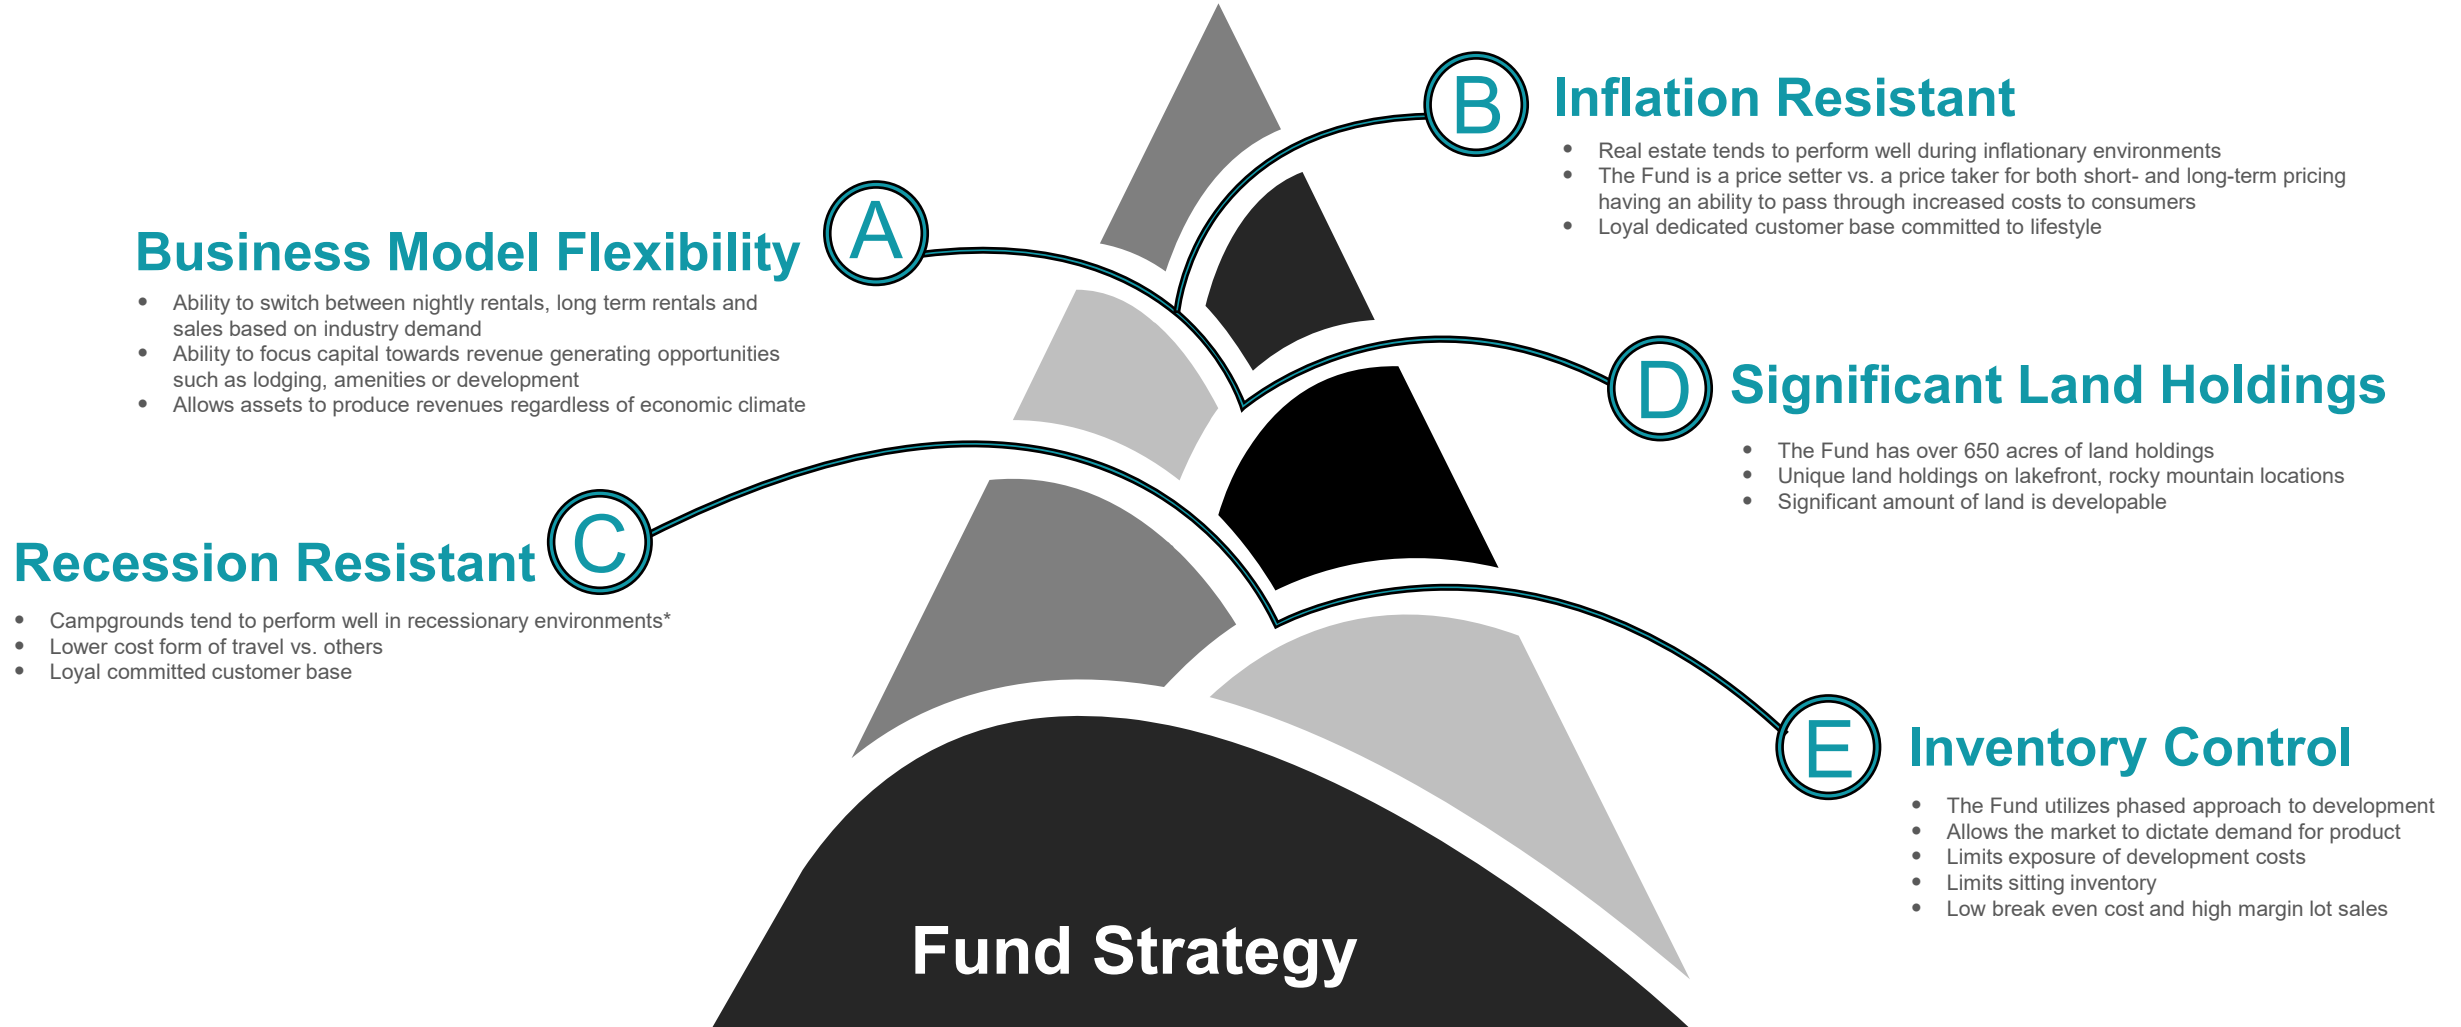 A
Business Model Flexibility
• Ability to switch between nightly rentals, long term rentals and
sales based on industry demand
• Ability to focus capital towards revenue generating opportunities
such as lodging, amenities or development
• Allows assets to produce revenues regardless of economic climate
B
Inflation Resistant
• Real estate tends to perform well during inflationary environments
• The Fund is a price setter vs. a price taker for both short- and long-term pricing
having an ability to pass through increased costs to consumers
• Loyal dedicated customer base committed to lifestyle
C
Recession Resistant
• Campgrounds tend to perform well in recessionary environments*
• Lower cost form of travel vs. others
• Loyal committed customer base
D
Significant Land Holdings
• The Fund has over 650 acres of land holdings
• Unique land holdings on lakefront, rocky mountain locations
• Significant amount of land is developable
E
Inventory Control
• The Fund utilizes phased approach to development
• Allows the market to dictate demand for product
• Limits exposure of development costs
• Limits sitting inventory
• Low break even cost and high margin lot sales
Fund Strategy